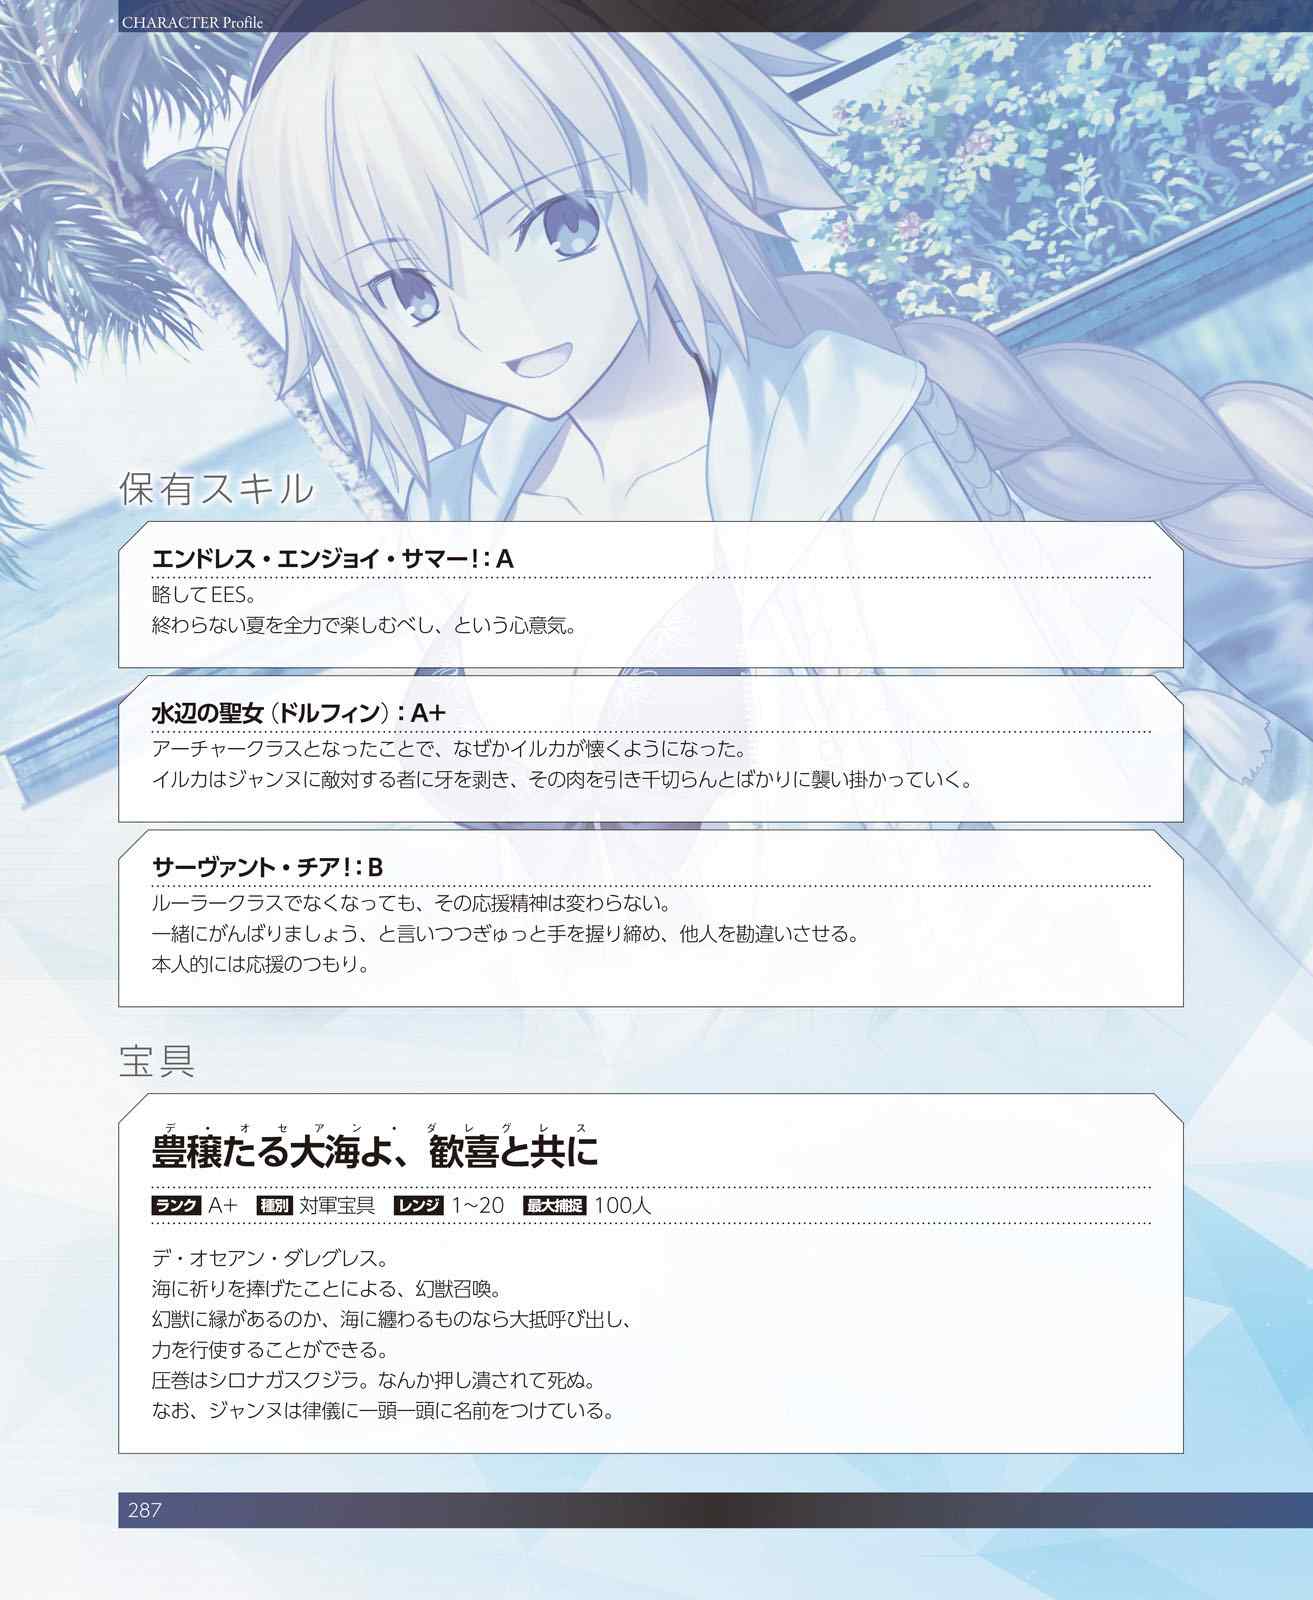 CHARACTER Profile
保有スキル
エンドレス・エンジョイ・サマー！：A
略してEES。
終わらない夏を全力で楽しむべし、という心意気。
水辺の聖女（ドルフィン）：A＋
アーチャークラスとなったことで、なぜかイルカが懐くようになった。
イルカはジャンヌに敵対する者に牙を剥き、その肉を引き千切らんとばかりに襲い掛かっていく。
サーヴァント・チア！：B
ルーラークラスでなくなっても、その応援精神は変わらない。
一緒にがんばりましょう、と言いつつぎゅっと手を握り締め、他人を勘違いさせる。
本人的には応援のつもり。
宝具
デ・オセアン・ダレグレス
豊穣たる大海よ、歓喜と共に
ランク A＋ 種別 対軍宝具 レンジ 1〜20 最大捕捉 100人
デ・オセアン・ダレグレス。
海に祈りを捧げたことによる、幻獣召喚。
幻獣に縁があるのか、海に纏わるものなら大抵呼び出し、
力を行使することができる。
圧巻はシロナガスクジラ。なんか押し潰されて死ぬ。
なお、ジャンヌは律儀に一頭一頭に名前をつけている。
287